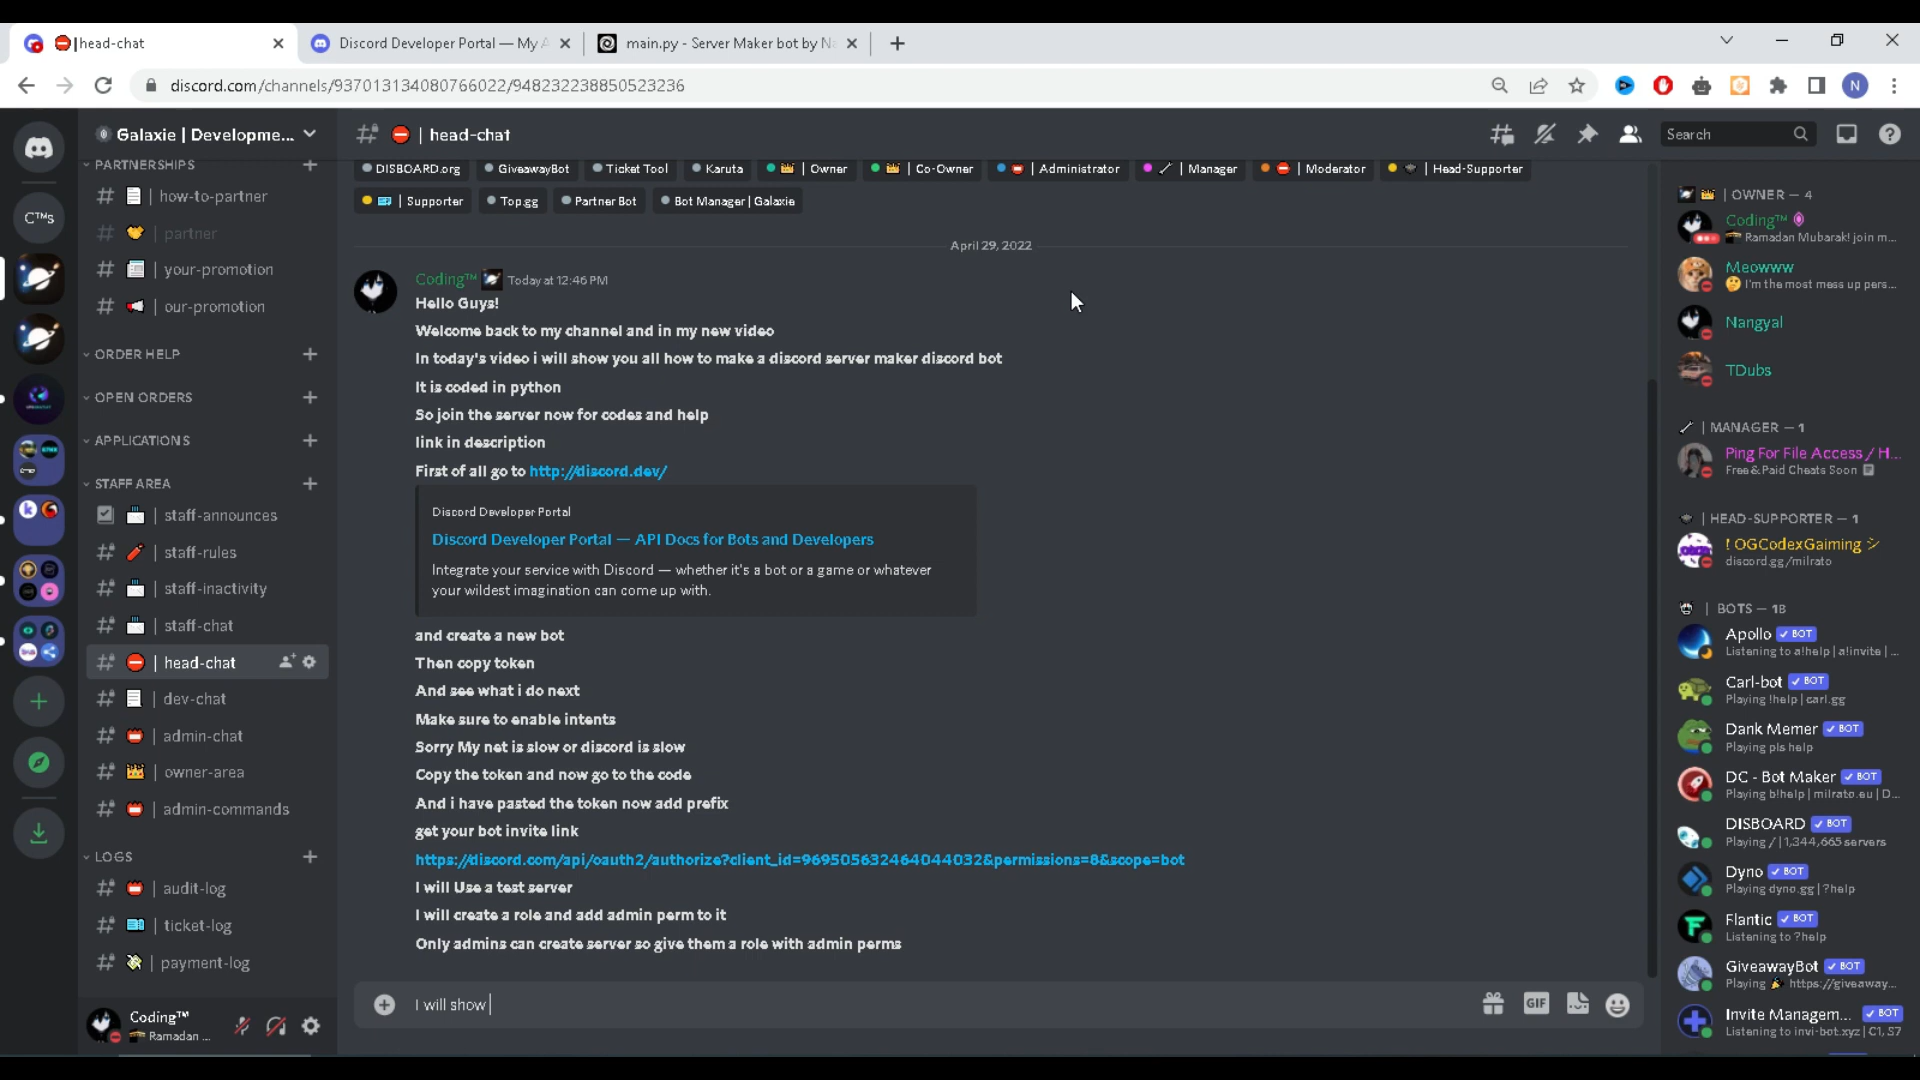 | head-chat
Discord Developer Portal — My A
main.py - Server Maker bot by Na
discord.com/channels/937013134080766022/948232238850523236
N
C™s
Galaxie | Developme...
PARTNERSHIPS
# | how-to-partner
# | partner
# | your-promotion
# | our-promotion
ORDER HELP
OPEN ORDERS
APPLICATIONS
STAFF AREA
| staff-announces
# | staff-rules
# | staff-inactivity
# | staff-chat
# | head-chat
# | dev-chat
# | admin-chat
# | owner-area
# | admin-commands
LOGS
# | audit-log
# | ticket-log
# | payment-log
Coding™
Ramadan ...
# | head-chat
Search
DISBOARD.org GiveawayBot Ticket Tool Karuta | Owner | Co-Owner | Administrator | Manager | Moderator | Head-Supporter
| Supporter Top.gg Partner Bot Bot Manager | Galaxie
April 29, 2022
Coding™ Today at 12:46 PM
Hello Guys!
Welcome back to my channel and in my new video
In today's video i will show you all how to make a discord server maker discord bot
It is coded in python
So join the server now for codes and help
link in description
First of all go to http://discord.dev/
Discord Developer Portal
Discord Developer Portal — API Docs for Bots and Developers
Integrate your service with Discord — whether it's a bot or a game or whatever
your wildest imagination can come up with.
and create a new bot
Then copy token
And see what i do next
Make sure to enable intents
Sorry My net is slow or discord is slow
Copy the token and now go to the code
And i have pasted the token now add prefix
get your bot invite link
https://discord.com/api/oauth2/authorize?client_id=969505632464044032&permissions=8&scope=bot
I will Use a test server
I will create a role and add admin perm to it
Only admins can create server so give them a role with admin perms
I will show
GIF
| OWNER — 4
Coding™
Ramadan Mubarak! join m...
Meowww
I'm the most mess up pers...
Nangyal
TDubs
| MANAGER — 1
Ping For File Access / H...
Free & Paid Cheats Soon
| HEAD-SUPPORTER — 1
! OGCodexGaiming シ
discord.gg/milrato
| BOTS — 18
Apollo ✓ BOT
Listening to a!help | a!invite | ...
Carl-bot ✓ BOT
Playing !help | carl.gg
Dank Memer ✓ BOT
Playing pls help
DC - Bot Maker ✓ BOT
Playing b!help | milrato.eu | D...
DISBOARD ✓ BOT
Playing / | 1,344,665 servers
Dyno ✓ BOT
Playing dyno.gg | ?help
Flantic ✓ BOT
Listening to ?help
GiveawayBot ✓ BOT
Playing https://giveaway...
Invite Managem... ✓ BOT
Listening to invi-bot.xyz | C1, S7